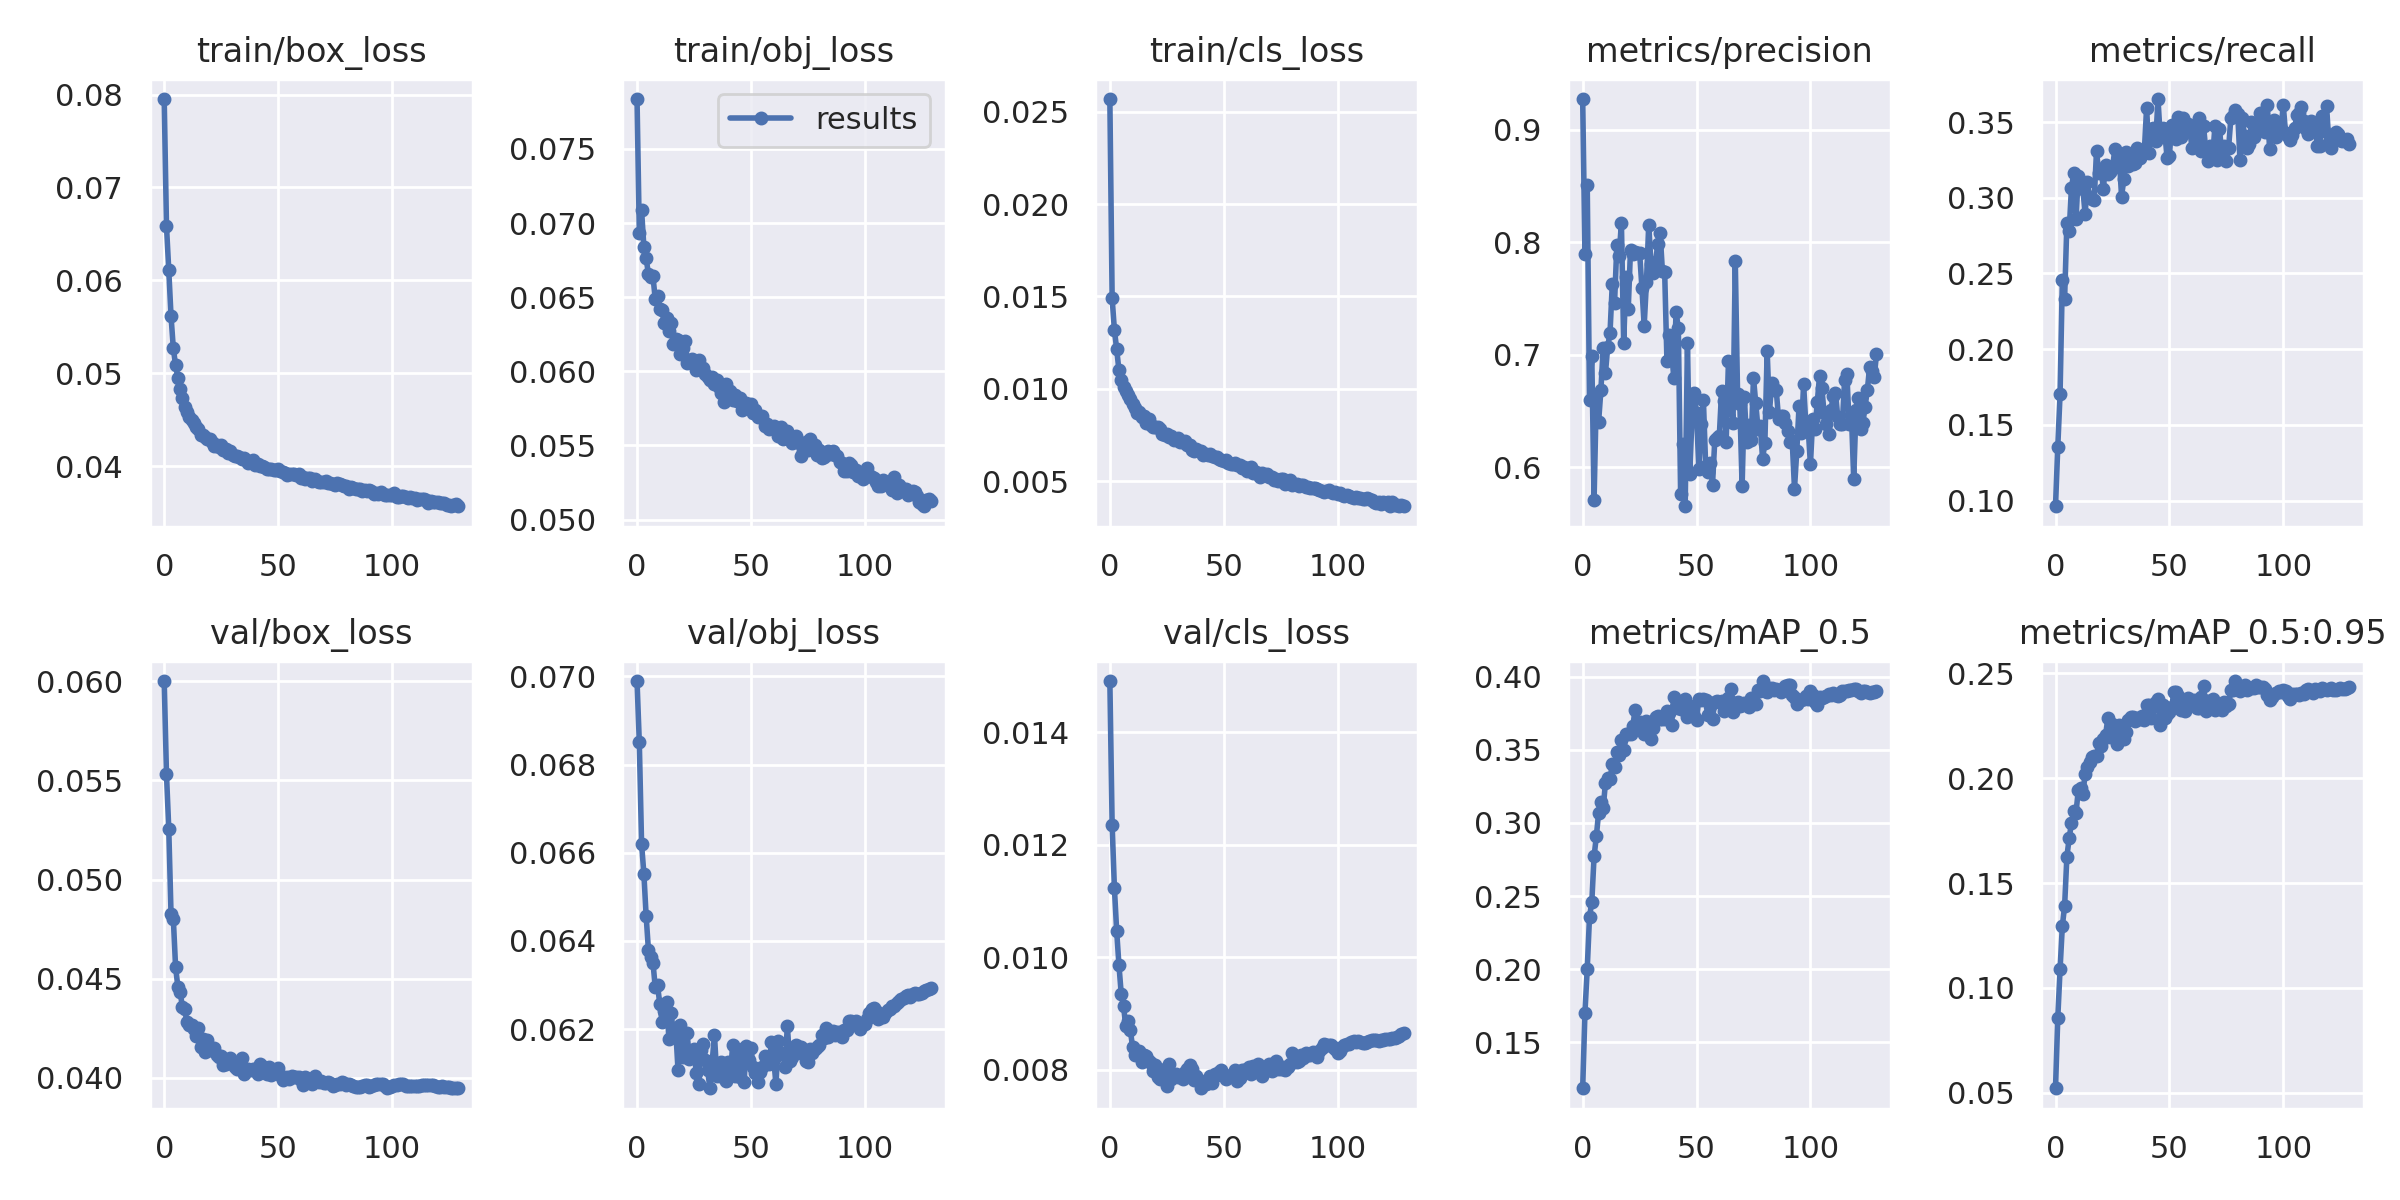 train/box_loss
0.08
0.07
0.06
0.05
0.04
0 50 100
train/obj_loss
results
0.075
0.070
0.065
0.060
0.055
0.050
0 50 100
train/cls_loss
0.025
0.020
0.015
0.010
0.005
0 50 100
metrics/precision
0.9
0.8
0.7
0.6
0 50 100
metrics/recall
0.35
0.30
0.25
0.20
0.15
0.10
0 50 100
val/box_loss
0.060
0.055
0.050
0.045
0.040
0 50 100
val/obj_loss
0.070
0.068
0.066
0.064
0.062
0 50 100
val/cls_loss
0.014
0.012
0.010
0.008
0 50 100
metrics/mAP_0.5
0.40
0.35
0.30
0.25
0.20
0.15
0 50 100
metrics/mAP_0.5:0.95
0.25
0.20
0.15
0.10
0.05
0 50 100